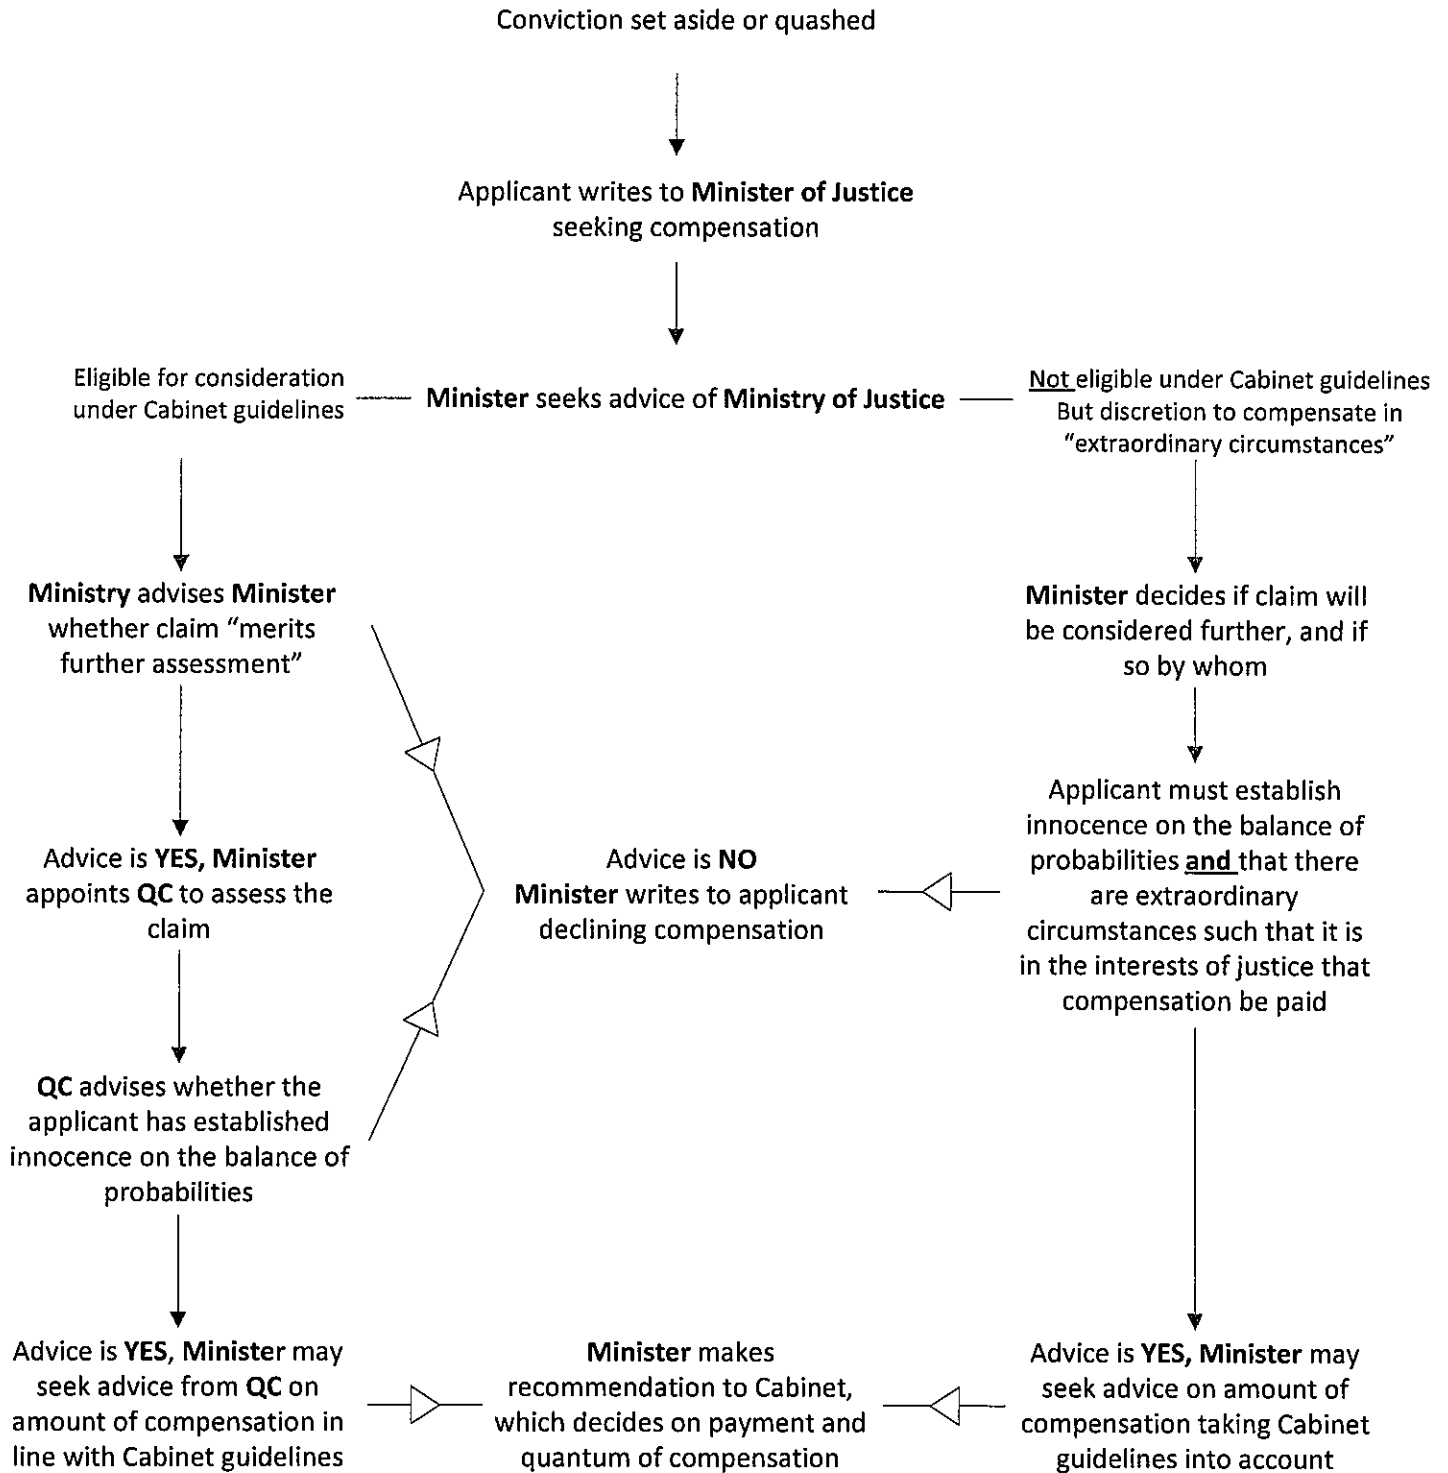 Conviction set aside or quashed
Applicant writes to Minister of Justice
seeking compensation
Eligible for consideration
under Cabinet guidelines
Minister seeks advice of Ministry of Justice
Not eligible under Cabinet guidelines
But discretion to compensate in
“extraordinary circumstances”
Ministry advises Minister
whether claim “merits
further assessment”
Minister decides if claim will
be considered further, and if
so by whom
Advice is YES, Minister
appoints QC to assess the
claim
Advice is NO
Minister writes to applicant
declining compensation
Applicant must establish
innocence on the balance of
probabilities and that there
are extraordinary
circumstances such that it is
in the interests of justice that
compensation be paid
QC advises whether the
applicant has established
innocence on the balance of
probabilities
Advice is YES, Minister may
seek advice from QC on
amount of compensation in
line with Cabinet guidelines
Minister makes
recommendation to Cabinet,
which decides on payment and
quantum of compensation
Advice is YES, Minister may
seek advice on amount of
compensation taking Cabinet
guidelines into account